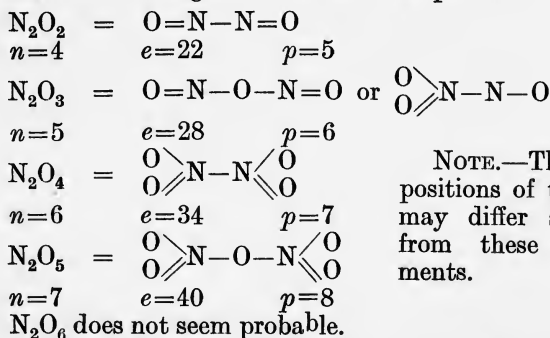 N₂O₂ = O=N—N=O
n=4 e=22 p=5
N₂O₃ = O=N—O—N=O or O O N—N—O
n=5 e=28 p=6
N₂O₄ = O O N—N O O
n=6 e=34 p=7
N₂O₅ = O O N—O—N O O
n=7 e=40 p=8
N₂O₆ does not seem probable.
NOTE.—Th
positions of t
may differ s
from these
ments.